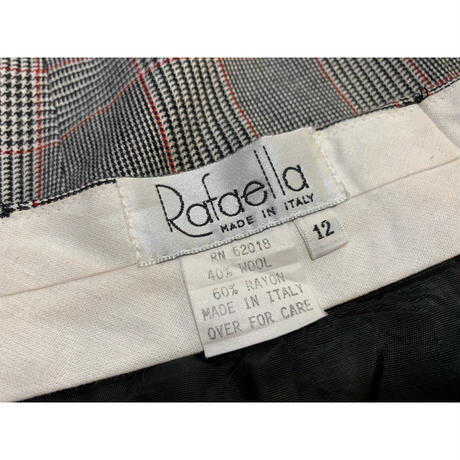 Rafaella
MADE IN ITALY
12
RN 62018
40% WOOL
60% RAYON
MADE IN ITALY
OVER FOR CARE